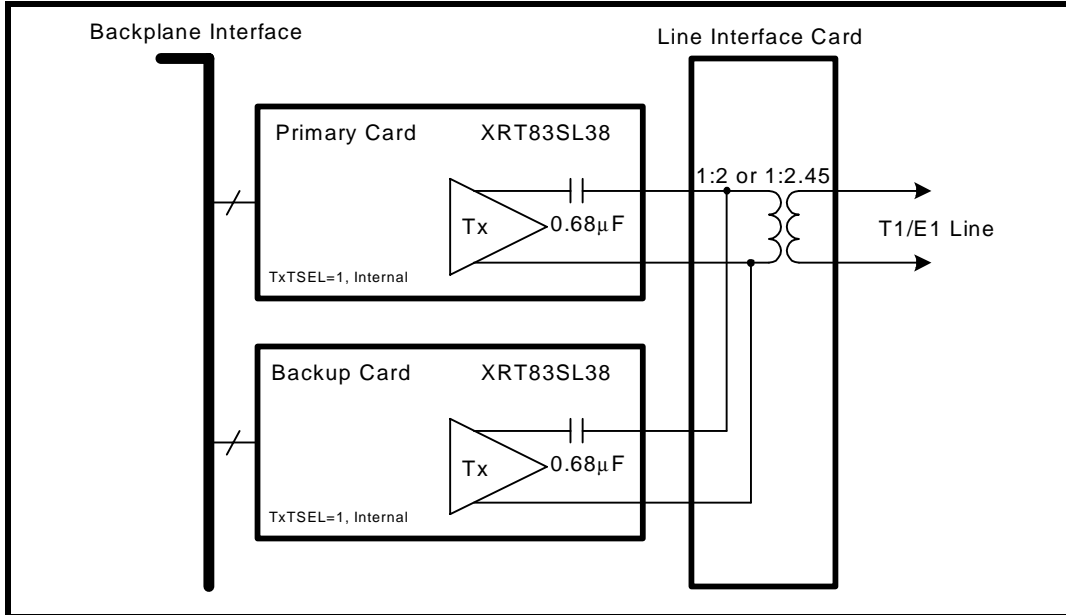 Backplane Interface
Line Interface Card
Primary Card XRT83SL38
1:2 or 1:2.45
Tx
0.68μF
T1/E1 Line
TxTSEL=1, Internal
Backup Card XRT83SL38
Tx
0.68μF
TxTSEL=1, Internal